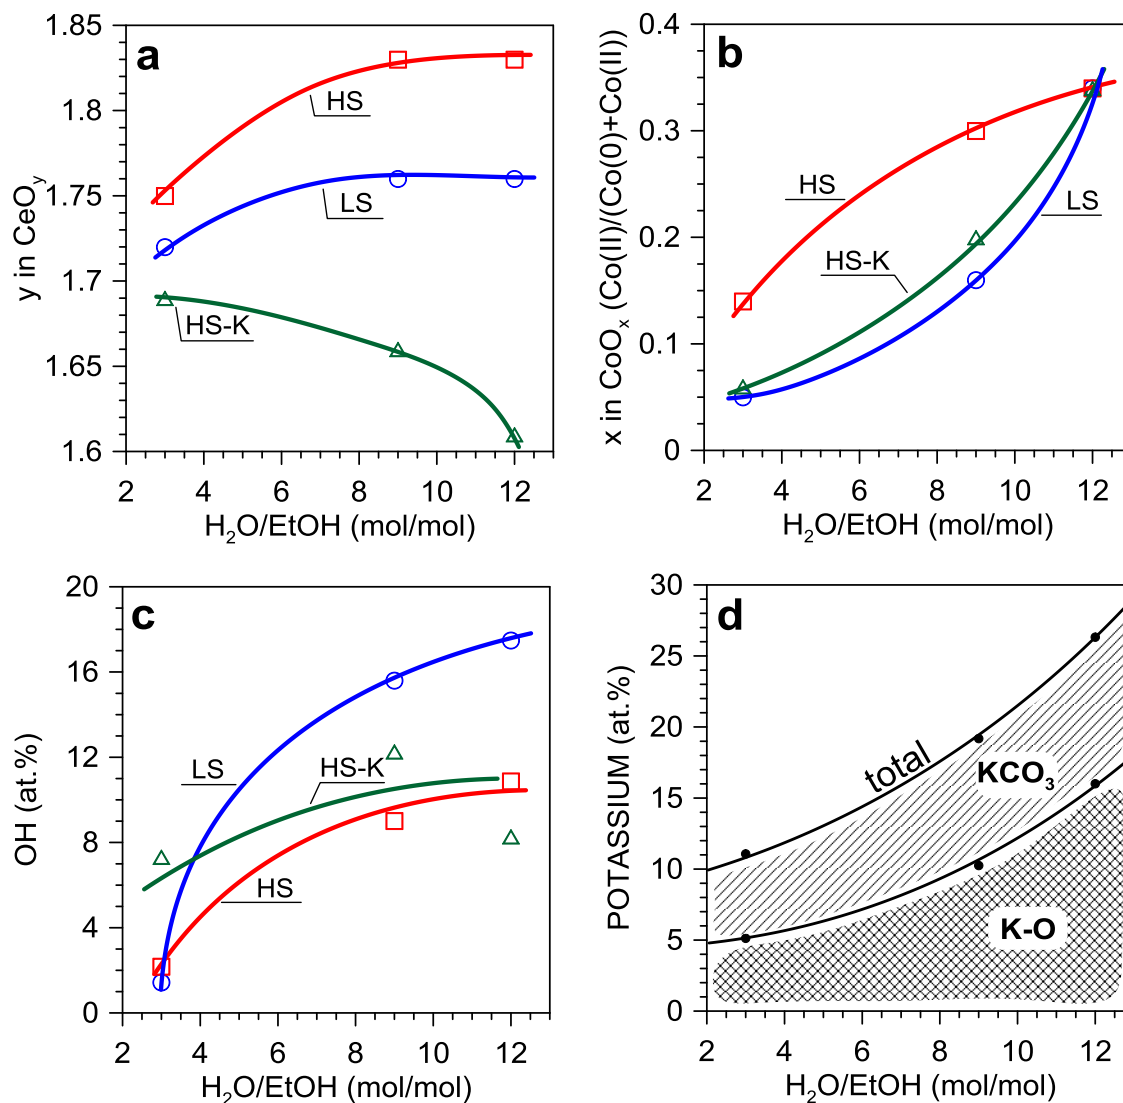 a
1.85
1.8
1.75
1.7
1.65
1.6
y in CeOy
HS
LS
HS-K
2 4 6 8 10 12
H2O/EtOH (mol/mol)
b
0.4
0.3
0.2
0.1
0
x in CoOx (Co(II)/(Co(0)+Co(II))
HS
HS-K
LS
2 4 6 8 10 12
H2O/EtOH (mol/mol)
c
20
16
12
8
4
0
OH (at.%)
LS
HS-K
HS
2 4 6 8 10 12
H2O/EtOH (mol/mol)
d
30
25
20
15
10
5
0
POTASSIUM (at.%)
total
KCO3
K-O
2 4 6 8 10 12
H2O/EtOH (mol/mol)